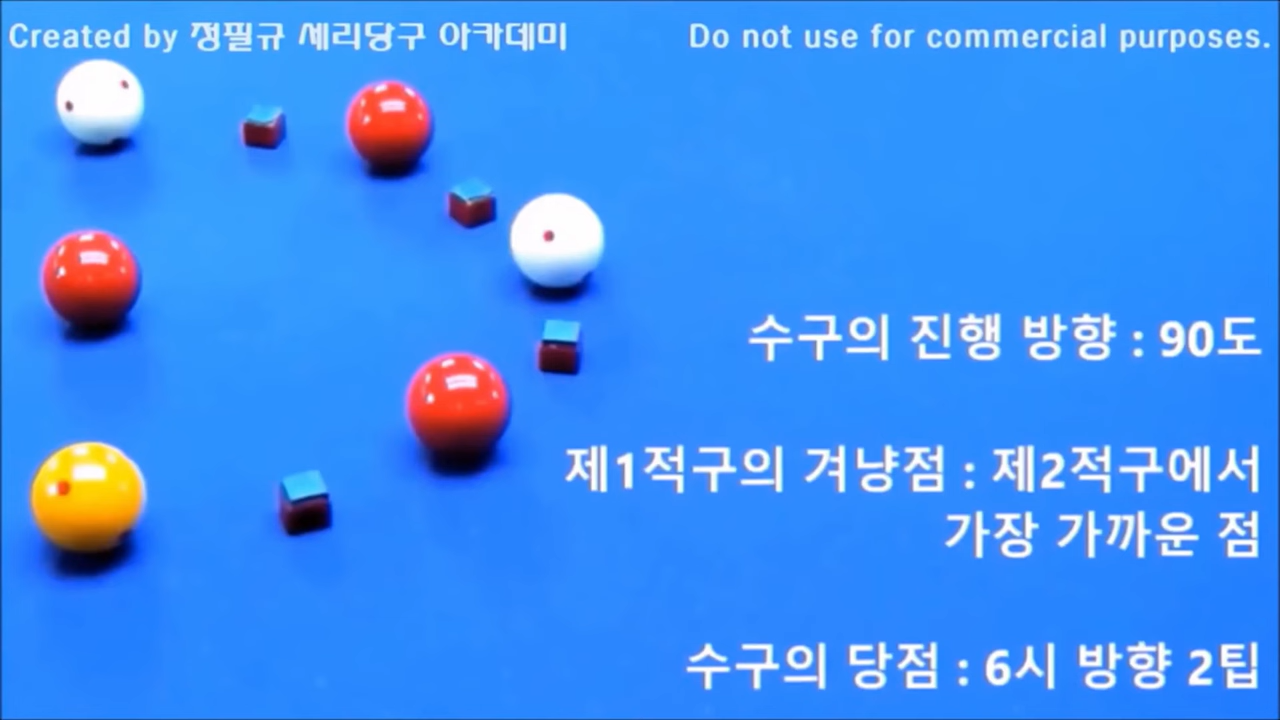 Created by 정필규 세리당구 아카데미
Do not use for commercial purposes.
수구의 진행 방향 : 90도
제1적구의 겨냥점 : 제2적구에서
가장 가까운 점
수구의 당점 : 6시 방향 2팁